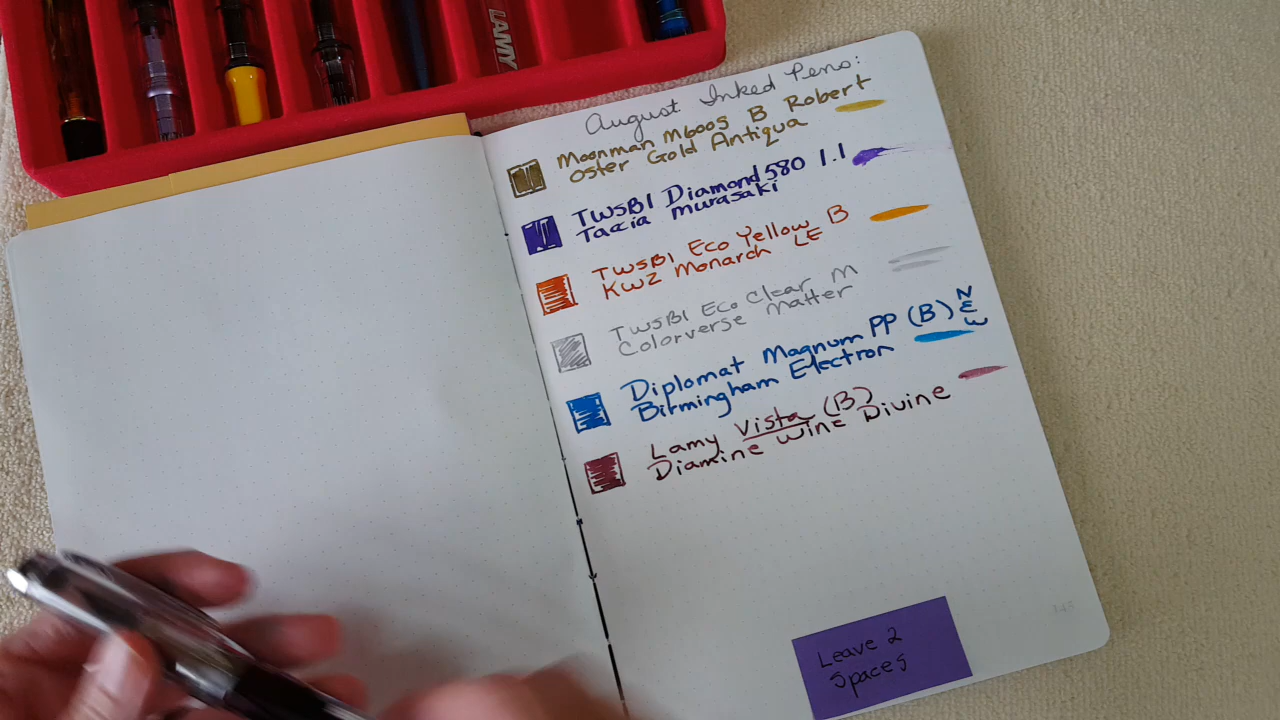 LAMY
August Inked Pens:
Moonman M600s B Robert
Oster Gold Antiqua
TWSBI Diamond 580 1.1
Taccia Murasaki
TWSBI Eco Yellow B
KWZ Monarch LE
TWSBI Eco Clear M
Colorverse Matter
Diplomat Magnum PP (B) NEW
Birmingham Electron
Lamy Vista (B)
Diamine Wine Divine
145
Leave 2
Spaces